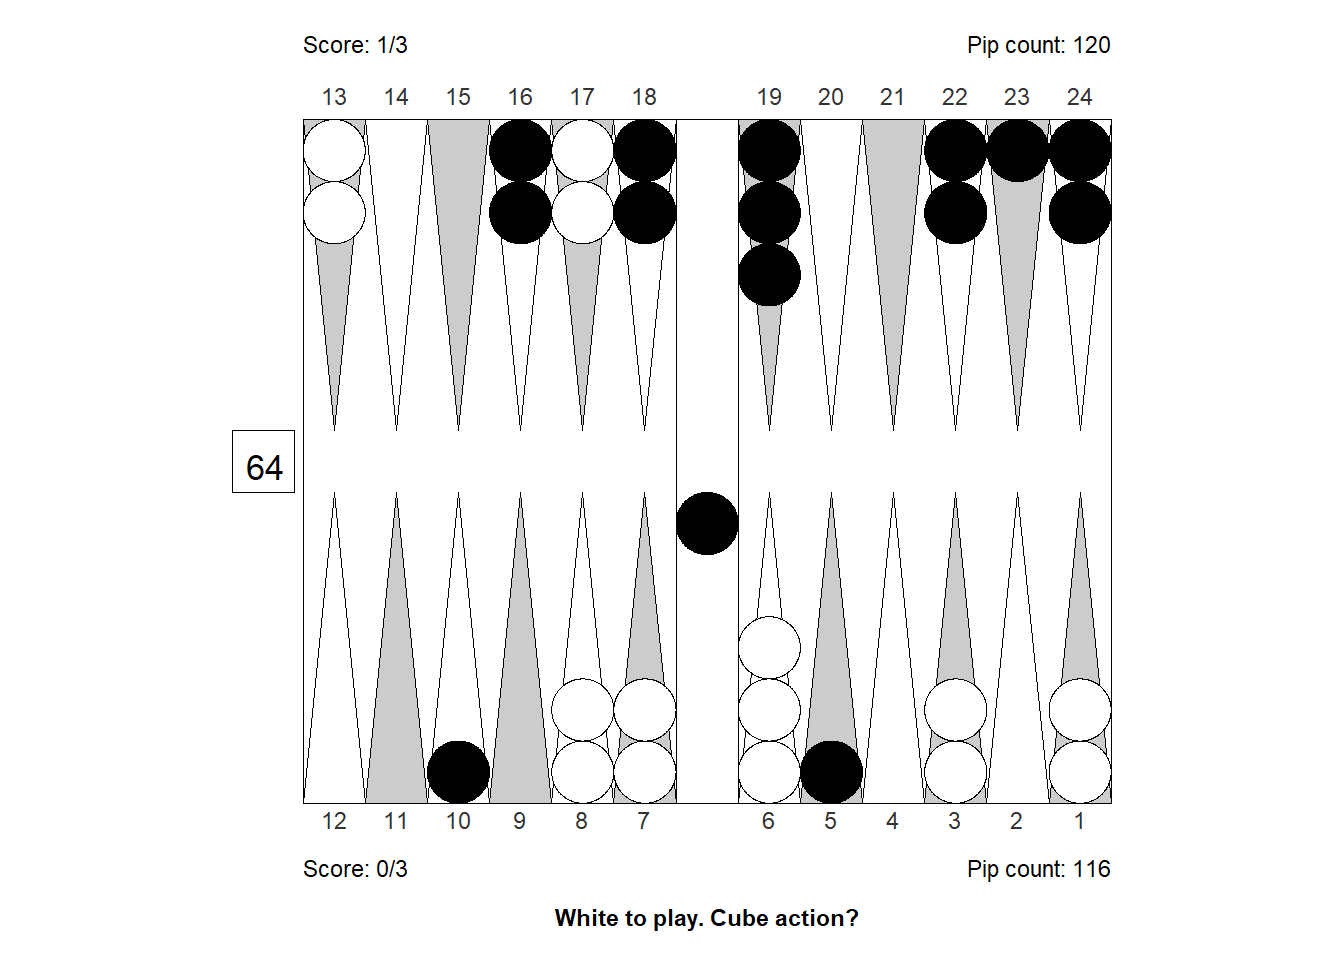 Score: 1/3 Pip count: 120
13 14 15 16 17 18 19 20 21 22 23 24
64
12 11 10 9 8 7 6 5 4 3 2 1
Score: 0/3 Pip count: 116
White to play. Cube action?